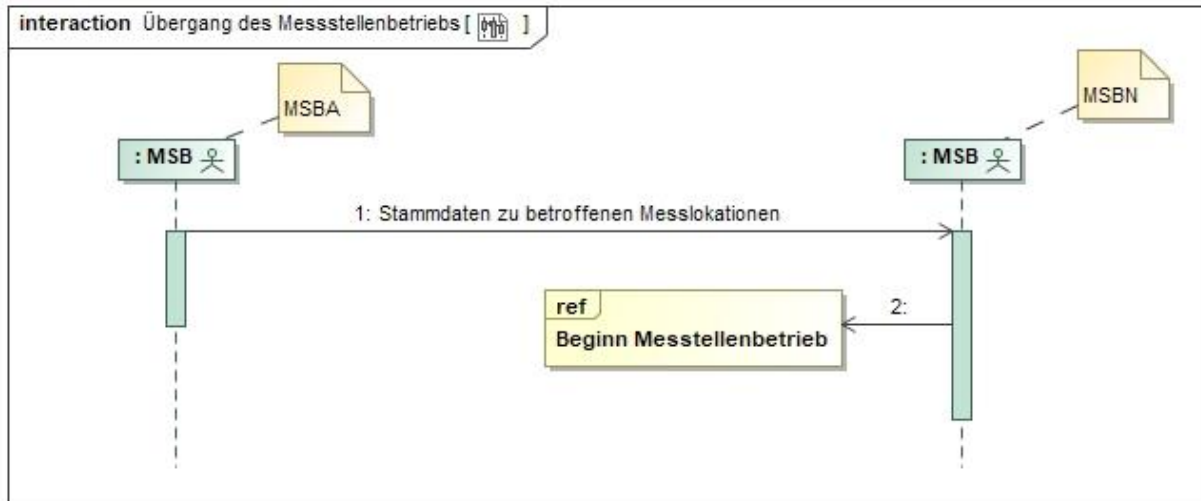 interaction Übergang des Messstellenbetriebs [ ]
MSBA
MSBN
: MSB
: MSB
1: Stammdaten zu betroffenen Messlokationen
ref
2:
Beginn Messtellenbetrieb